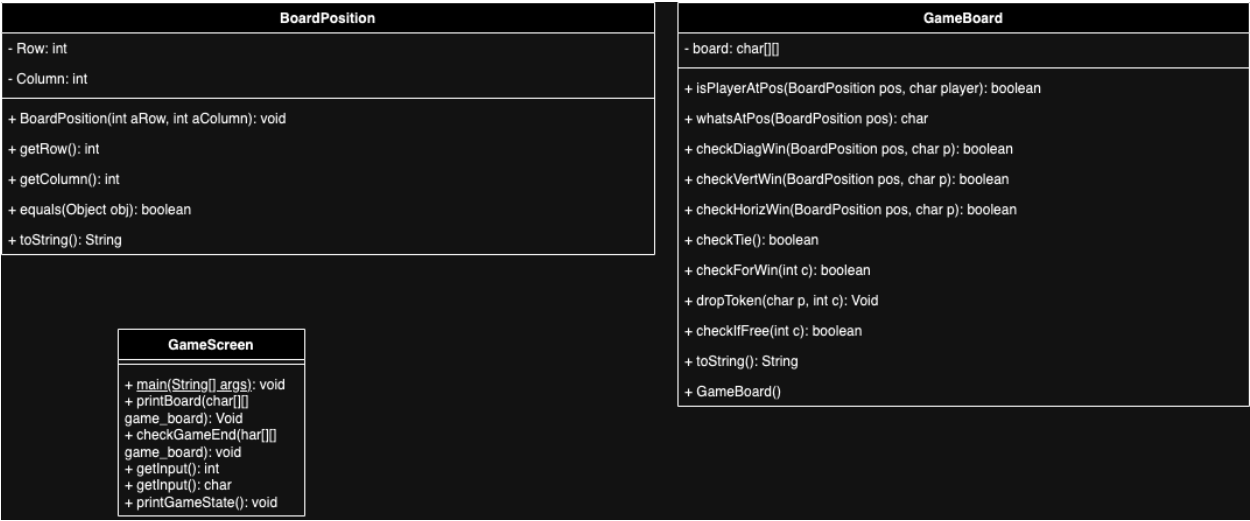 BoardPosition
- Row: int
- Column: int
+ BoardPosition(int aRow, int aColumn): void
+ getRow(): int
+ getColumn(): int
+ equals(Object obj): boolean
+ toString(): String
GameBoard
- board: char[][]
+ isPlayerAtPos(BoardPosition pos, char player): boolean
+ whatsAtPos(BoardPosition pos): char
+ checkDiagWin(BoardPosition pos, char p): boolean
+ checkVertWin(BoardPosition pos, char p): boolean
+ checkHorizWin(BoardPosition pos, char p): boolean
+ checkTie(): boolean
+ checkForWin(int c): boolean
+ dropToken(char p, int c): Void
+ checkIfFree(int c): boolean
+ toString(): String
+ GameBoard()
GameScreen
+ main(String[] args): void
+ printBoard(char[][]
game_board): Void
+ checkGameEnd(har[][]
game_board): void
+ getInput(): int
+ getInput(): char
+ printGameState(): void